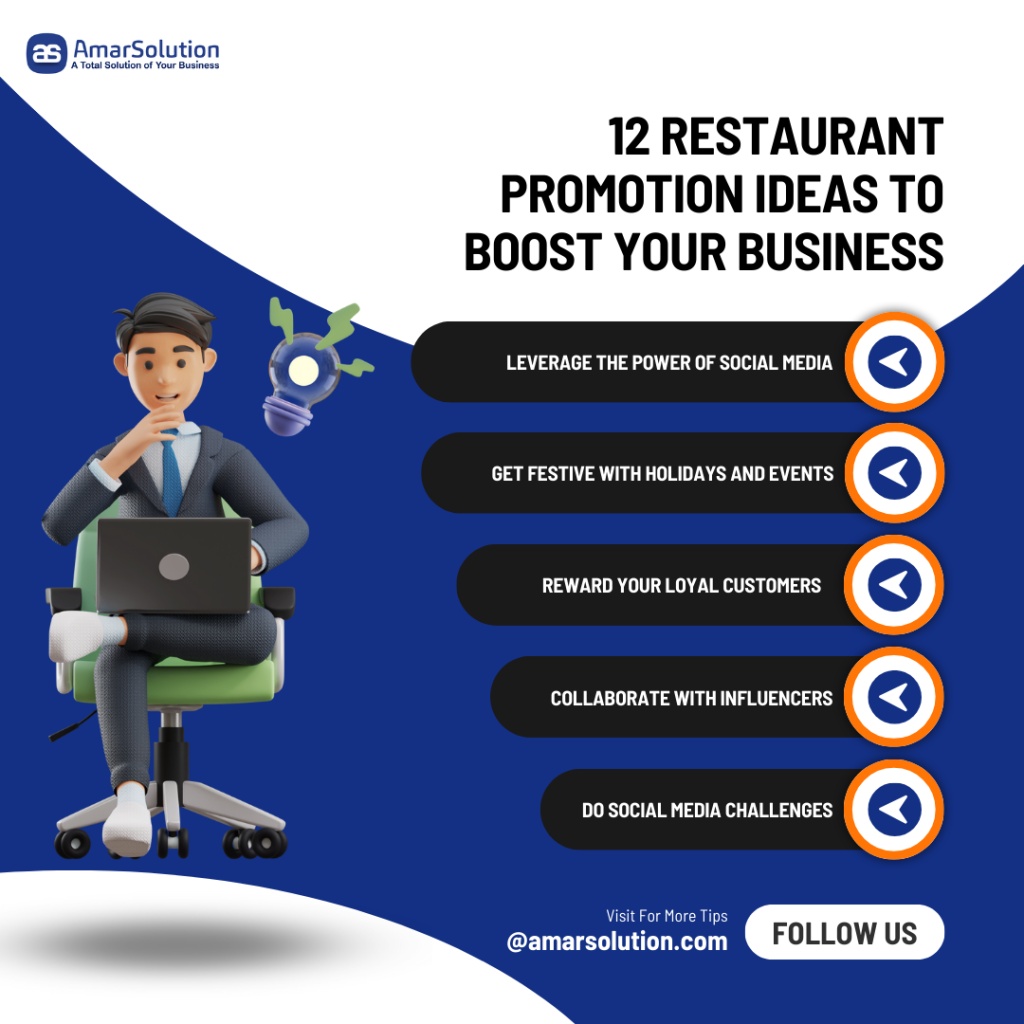 as AmarSolution
A Total Solution of Your Business
12 RESTAURANT
PROMOTION IDEAS TO
BOOST YOUR BUSINESS
LEVERAGE THE POWER OF SOCIAL MEDIA
GET FESTIVE WITH HOLIDAYS AND EVENTS
REWARD YOUR LOYAL CUSTOMERS
COLLABORATE WITH INFLUENCERS
DO SOCIAL MEDIA CHALLENGES
Visit For More Tips
@amarsolution.com
FOLLOW US